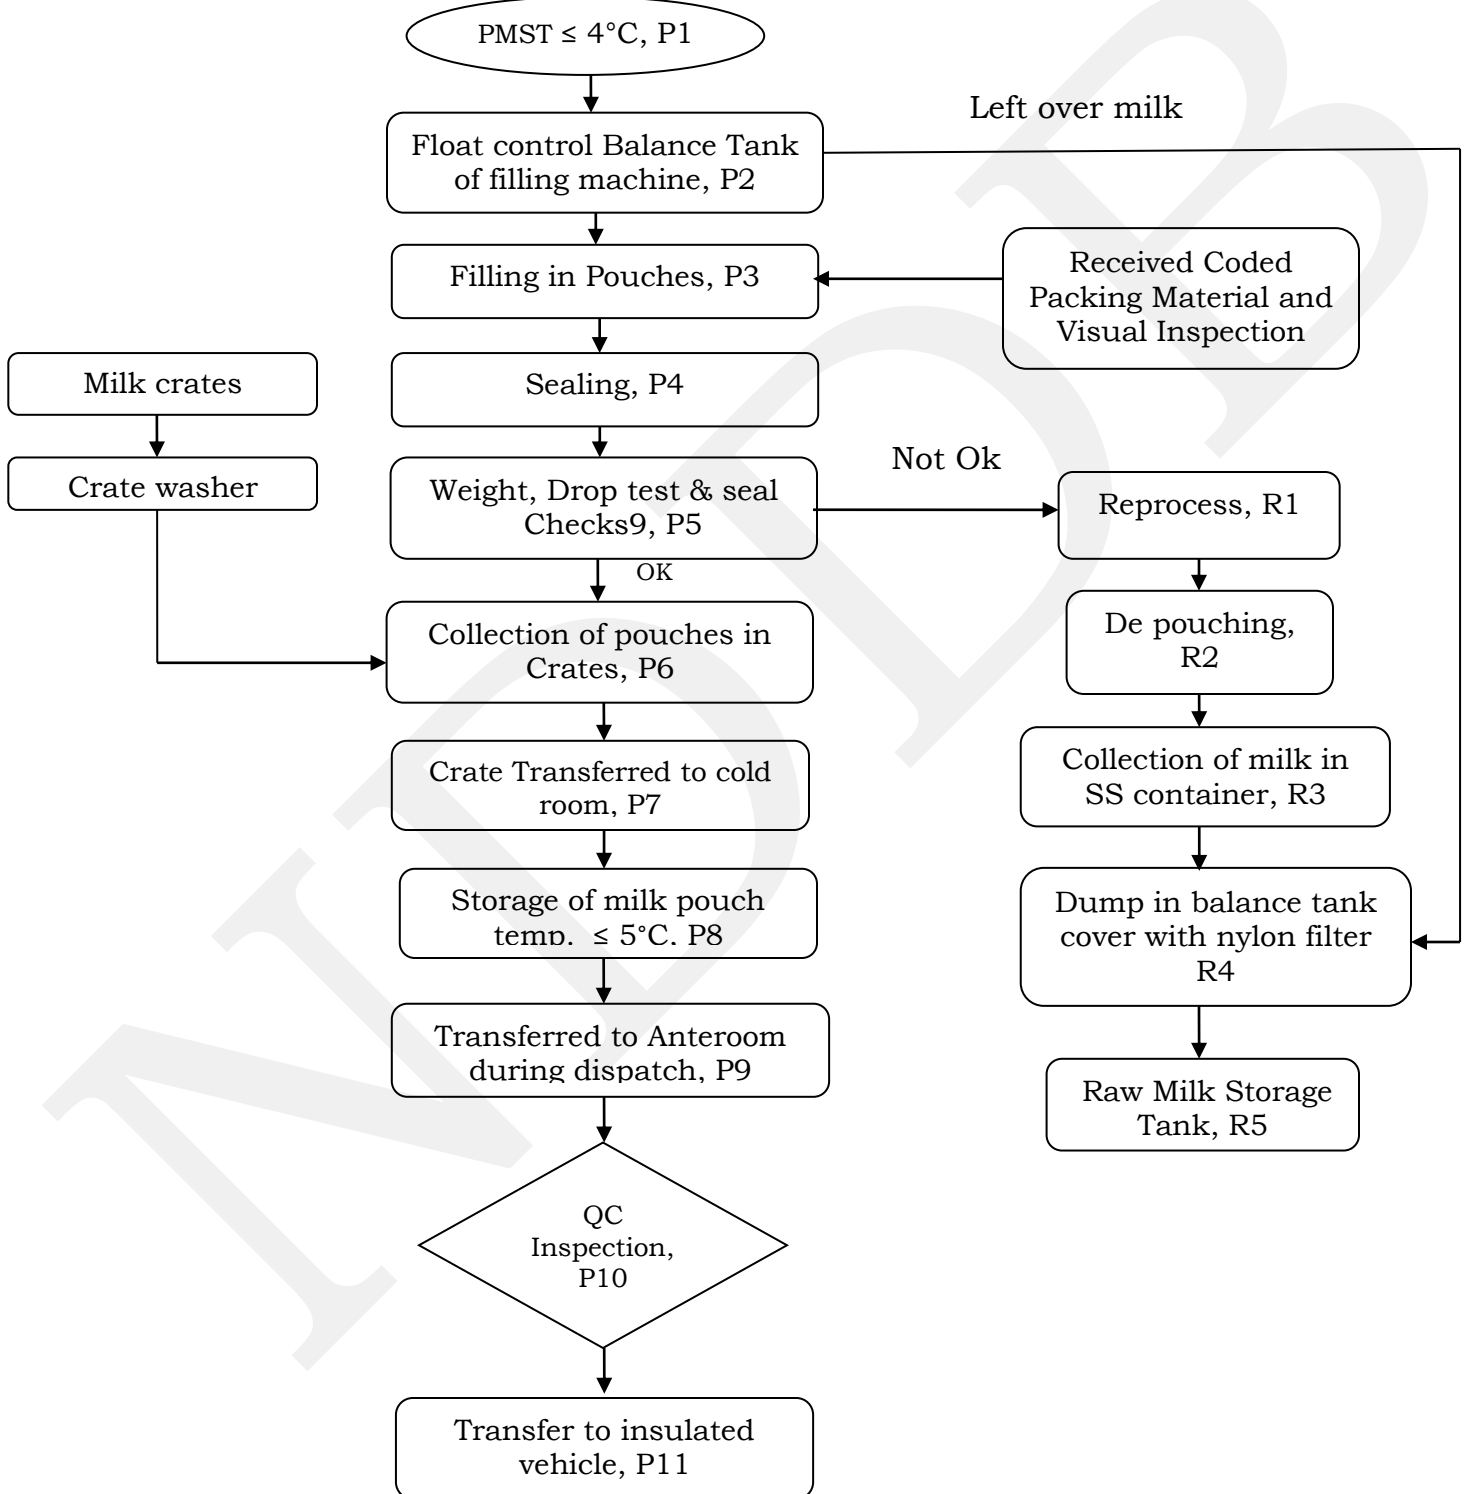 PMST ≤ 4°C, P1
Left over milk
Float control Balance Tank
of filling machine, P2
Filling in Pouches, P3
Received Coded
Packing Material and
Visual Inspection
Milk crates
Sealing, P4
Crate washer
Weight, Drop test & seal
Checks9, P5
Not Ok
Reprocess, R1
OK
Collection of pouches in
Crates, P6
De pouching,
R2
Crate Transferred to cold
room, P7
Collection of milk in
SS container, R3
Storage of milk pouch
temp. ≤ 5°C, P8
Dump in balance tank
cover with nylon filter
R4
Transferred to Anteroom
during dispatch, P9
Raw Milk Storage
Tank, R5
QC
Inspection,
P10
Transfer to insulated
vehicle, P11
NDDB